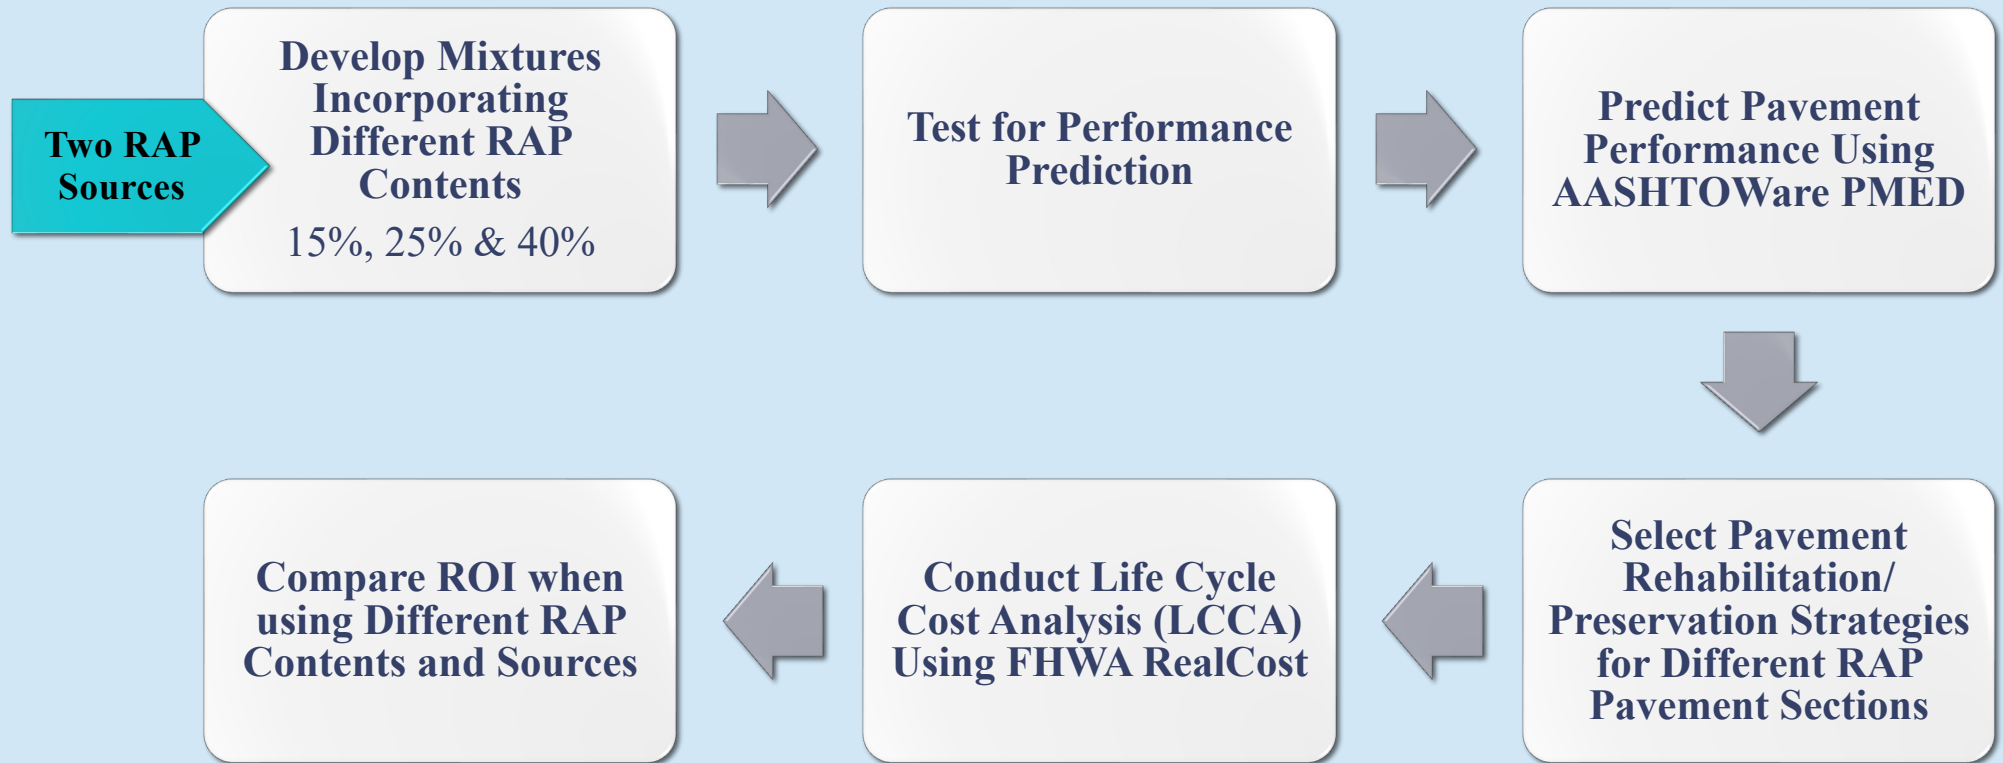 Two RAP
Sources
Develop Mixtures
Incorporating
Different RAP
Contents
15%, 25% & 40%
Test for Performance
Prediction
Predict Pavement
Performance Using
AASHTOWare PMED
Select Pavement
Rehabilitation/
Preservation Strategies
for Different RAP
Pavement Sections
Conduct Life Cycle
Cost Analysis (LCCA)
Using FHWA RealCost
Compare ROI when
using Different RAP
Contents and Sources